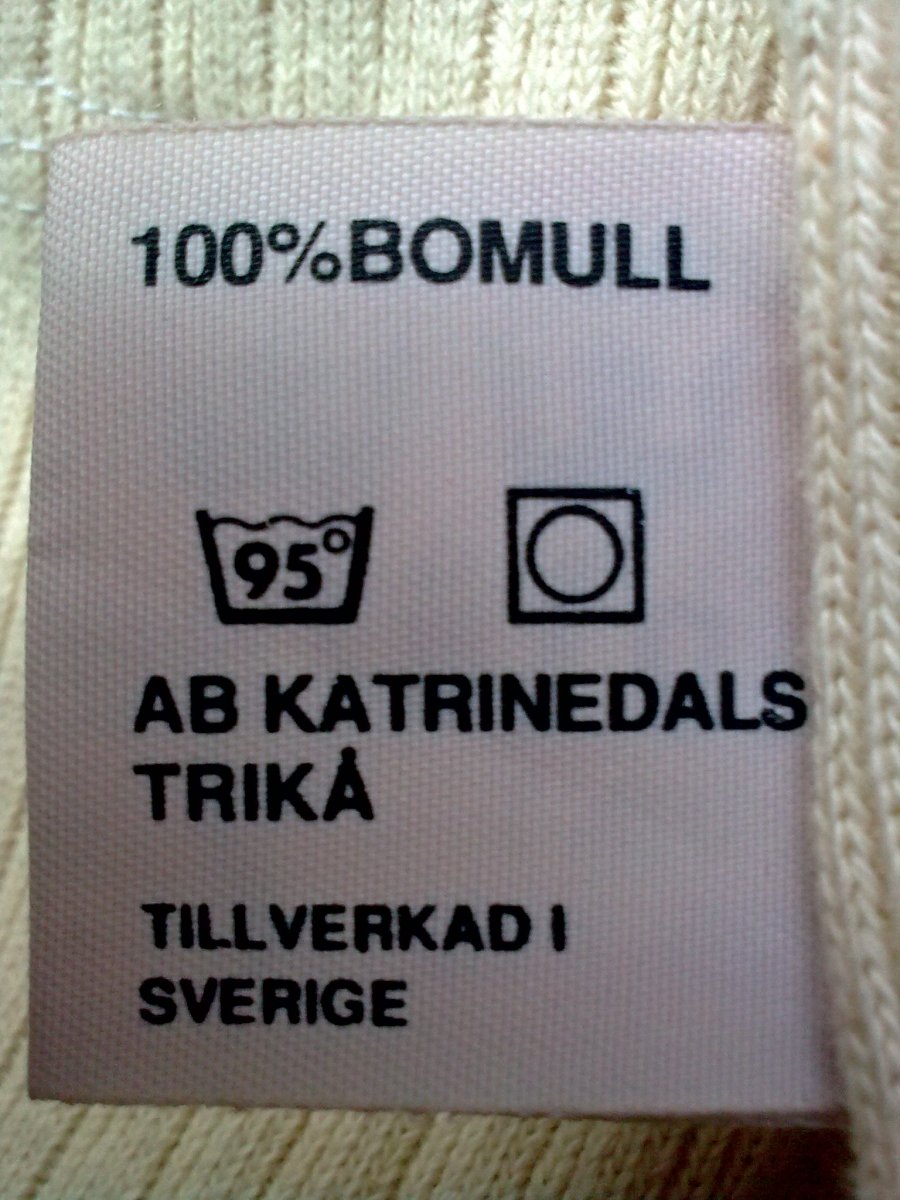 100%BOMULL
95°
AB KATRINEDALS
TRIKÅ
TILLVERKAD I
SVERIGE